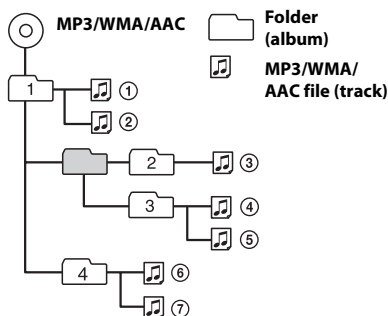 MP3/WMA/AAC
Folder
(album)
MP3/WMA/
AAC file (track)
1
①
②
2
③
3
④
⑤
4
⑥
⑦